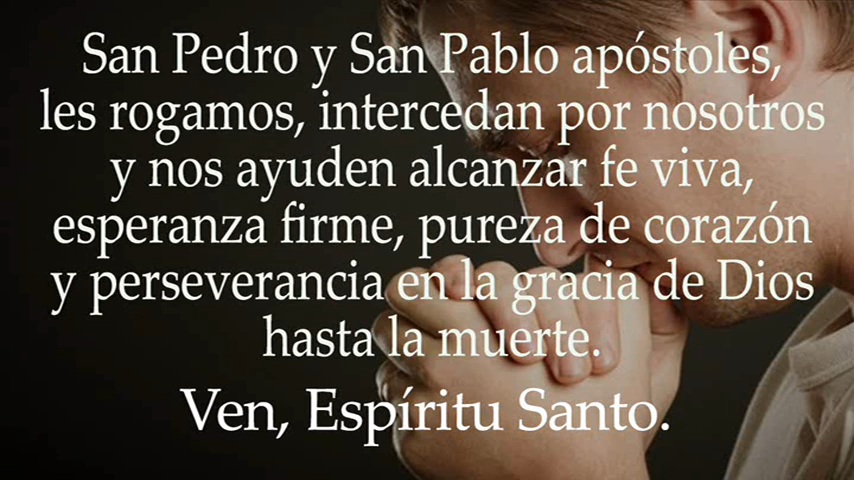 San Pedro y San Pablo apóstoles,
les rogamos, intercedan por nosotros
y nos ayuden alcanzar fe viva,
esperanza firme, pureza de corazón
y perseverancia en la gracia de Dios
hasta la muerte.
Ven, Espíritu Santo.